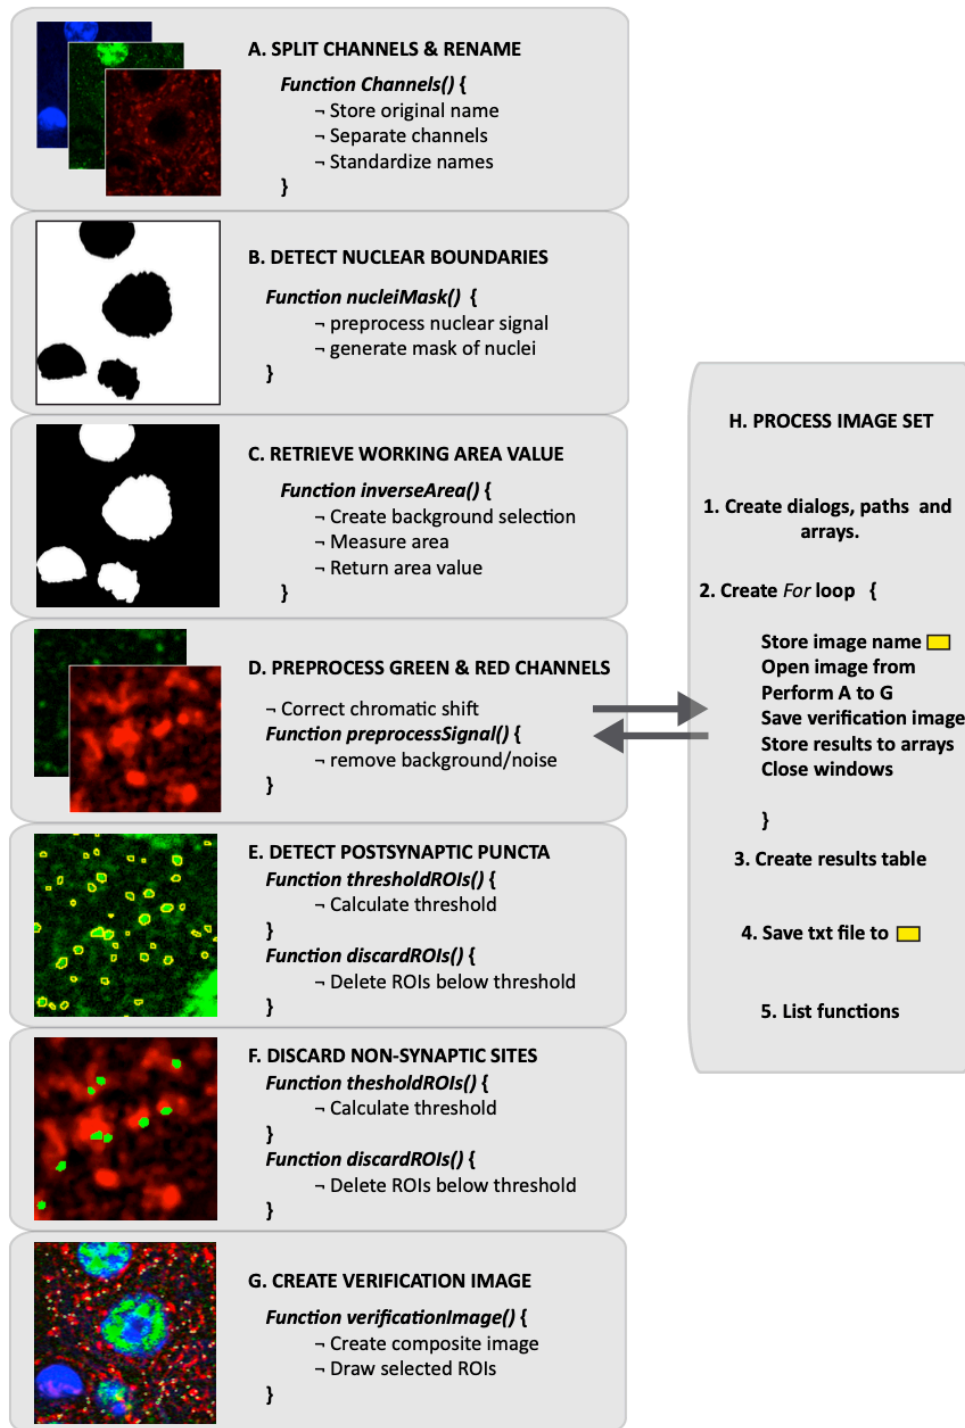 A. SPLIT CHANNELS & RENAME
Function Channels() {
¬ Store original name
¬ Separate channels
¬ Standardize names
}
B. DETECT NUCLEAR BOUNDARIES
Function nucleiMask() {
¬ preprocess nuclear signal
¬ generate mask of nuclei
}
C. RETRIEVE WORKING AREA VALUE
Function inverseArea() {
¬ Create background selection
¬ Measure area
¬ Return area value
}
D. PREPROCESS GREEN & RED CHANNELS
¬ Correct chromatic shift
Function preprocessSignal() {
¬ remove background/noise
}
E. DETECT POSTSYNAPTIC PUNCTA
Function thresholdROIs() {
¬ Calculate threshold
}
Function discardROIs() {
¬ Delete ROIs below threshold
}
F. DISCARD NON-SYNAPTIC SITES
Function thesholdROIs() {
¬ Calculate threshold
}
Function discardROIs() {
¬ Delete ROIs below threshold
}
G. CREATE VERIFICATION IMAGE
Function verificationImage() {
¬ Create composite image
¬ Draw selected ROIs
}
H. PROCESS IMAGE SET
1. Create dialogs, paths and
arrays.
2. Create For loop {
Store image name
Open image from
Perform A to G
Save verification image
Store results to arrays
Close windows
}
3. Create results table
4. Save txt file to
5. List functions